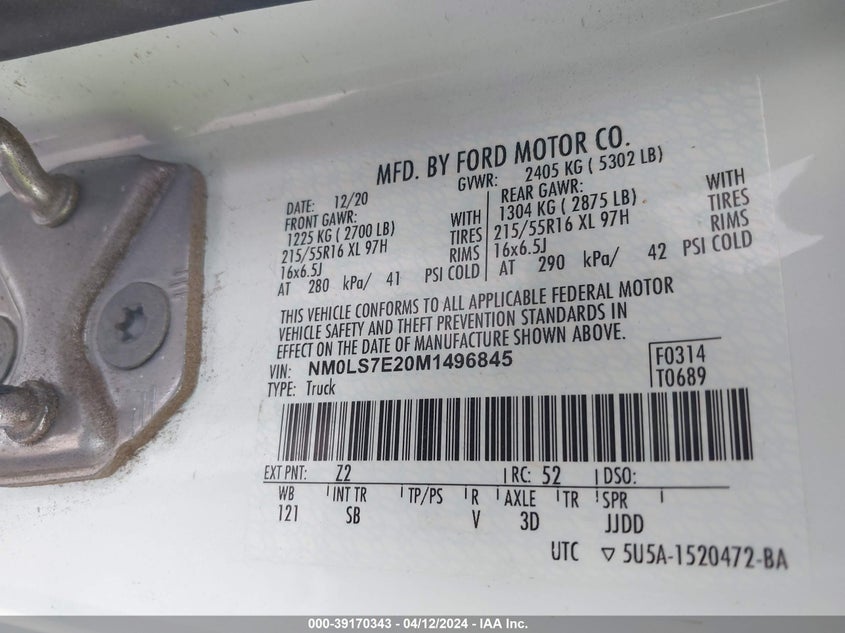 MFD. BY FORD MOTOR CO.
DATE: 12/20 GVWR: 2405 KG ( 5302 LB)
FRONT GAWR: REAR GAWR:
1225 KG ( 2700 LB) WITH 1304 KG ( 2875 LB) WITH
215/55R16 XL 97H TIRES 215/55R16 XL 97H TIRES
16x6.5J RIMS 16x6.5J RIMS
AT 280 kPa/ 41 PSI COLD AT 290 kPa/ 42 PSI COLD
THIS VEHICLE CONFORMS TO ALL APPLICABLE FEDERAL MOTOR
VEHICLE SAFETY AND THEFT PREVENTION STANDARDS IN
EFFECT ON THE DATE OF MANUFACTURE SHOWN ABOVE.
VIN: NM0LS7E20M1496845 F0314
TYPE: Truck T0689
EXT PNT: Z2 RC: 52 DSO:
WB INT TR TP/PS R AXLE TR SPR
121 SB V 3D JJDD
UTC ▽ 5U5A-1520472-BA
000-39170343 - 04/12/2024 - IAA Inc.